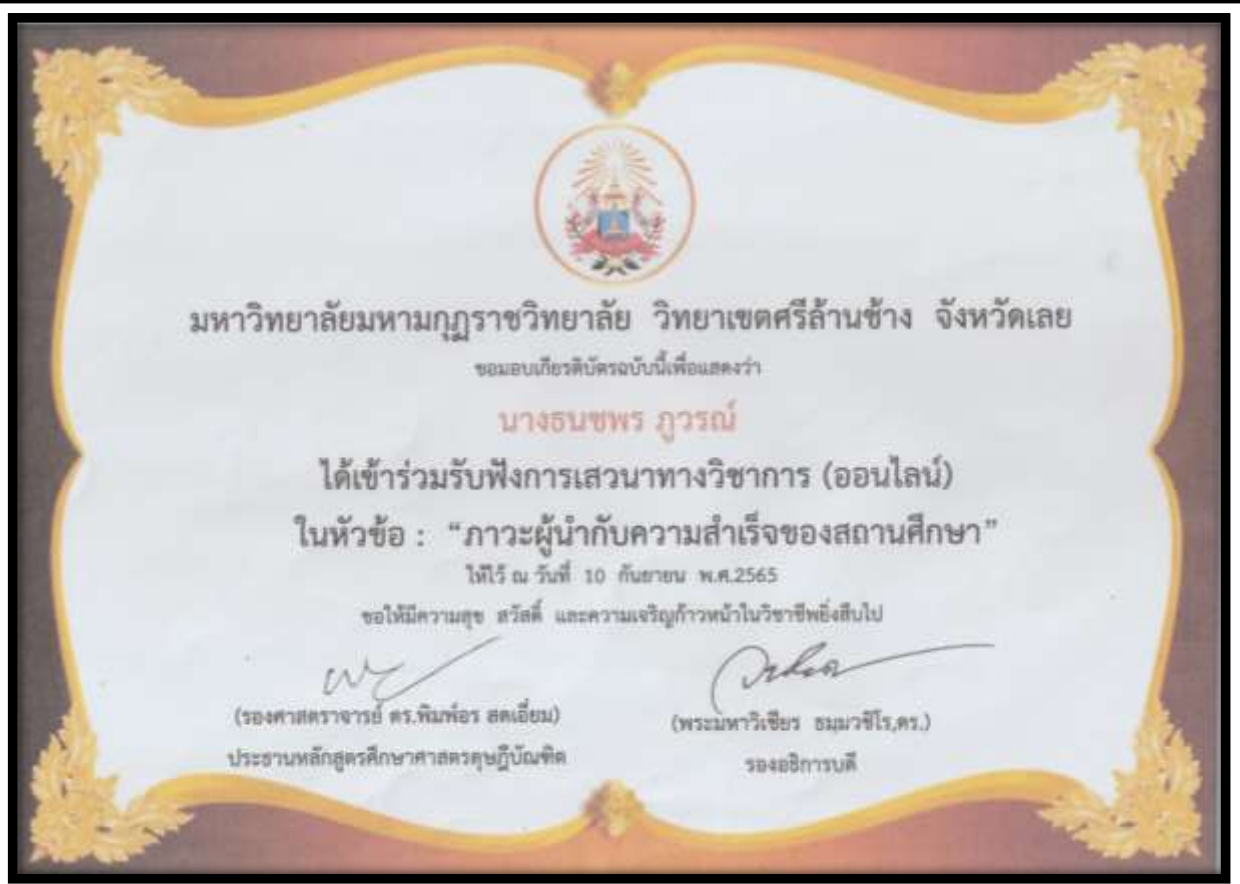 มหาวิทยาลัยมหามกุฏราชวิทยาลัย วิทยาเขตศรีล้านช้าง จังหวัดเลย
ขอมอบเกียรติบัตรฉบับนี้เพื่อแสดงว่า
นางธนชพร ภูวรณ์
ได้เข้าร่วมรับฟังการเสวนาทางวิชาการ (ออนไลน์)
ในหัวข้อ : “ภาวะผู้นำกับความสำเร็จของสถานศึกษา”
ให้ไว้ ณ วันที่ 10 กันยายน พ.ศ.2565
ขอให้มีความสุข สวัสดิ์ และความเจริญก้าวหน้าในวิชาชีพยิ่งสืบไป
(รองศาสตราจารย์ ดร.พิมพ์อร สดเอี่ยม) (พระมหาวิเชียร ธมฺมวชิโร,ดร.)
ประธานหลักสูตรศึกษาศาสตรดุษฎีบัณฑิต รองอธิการบดี